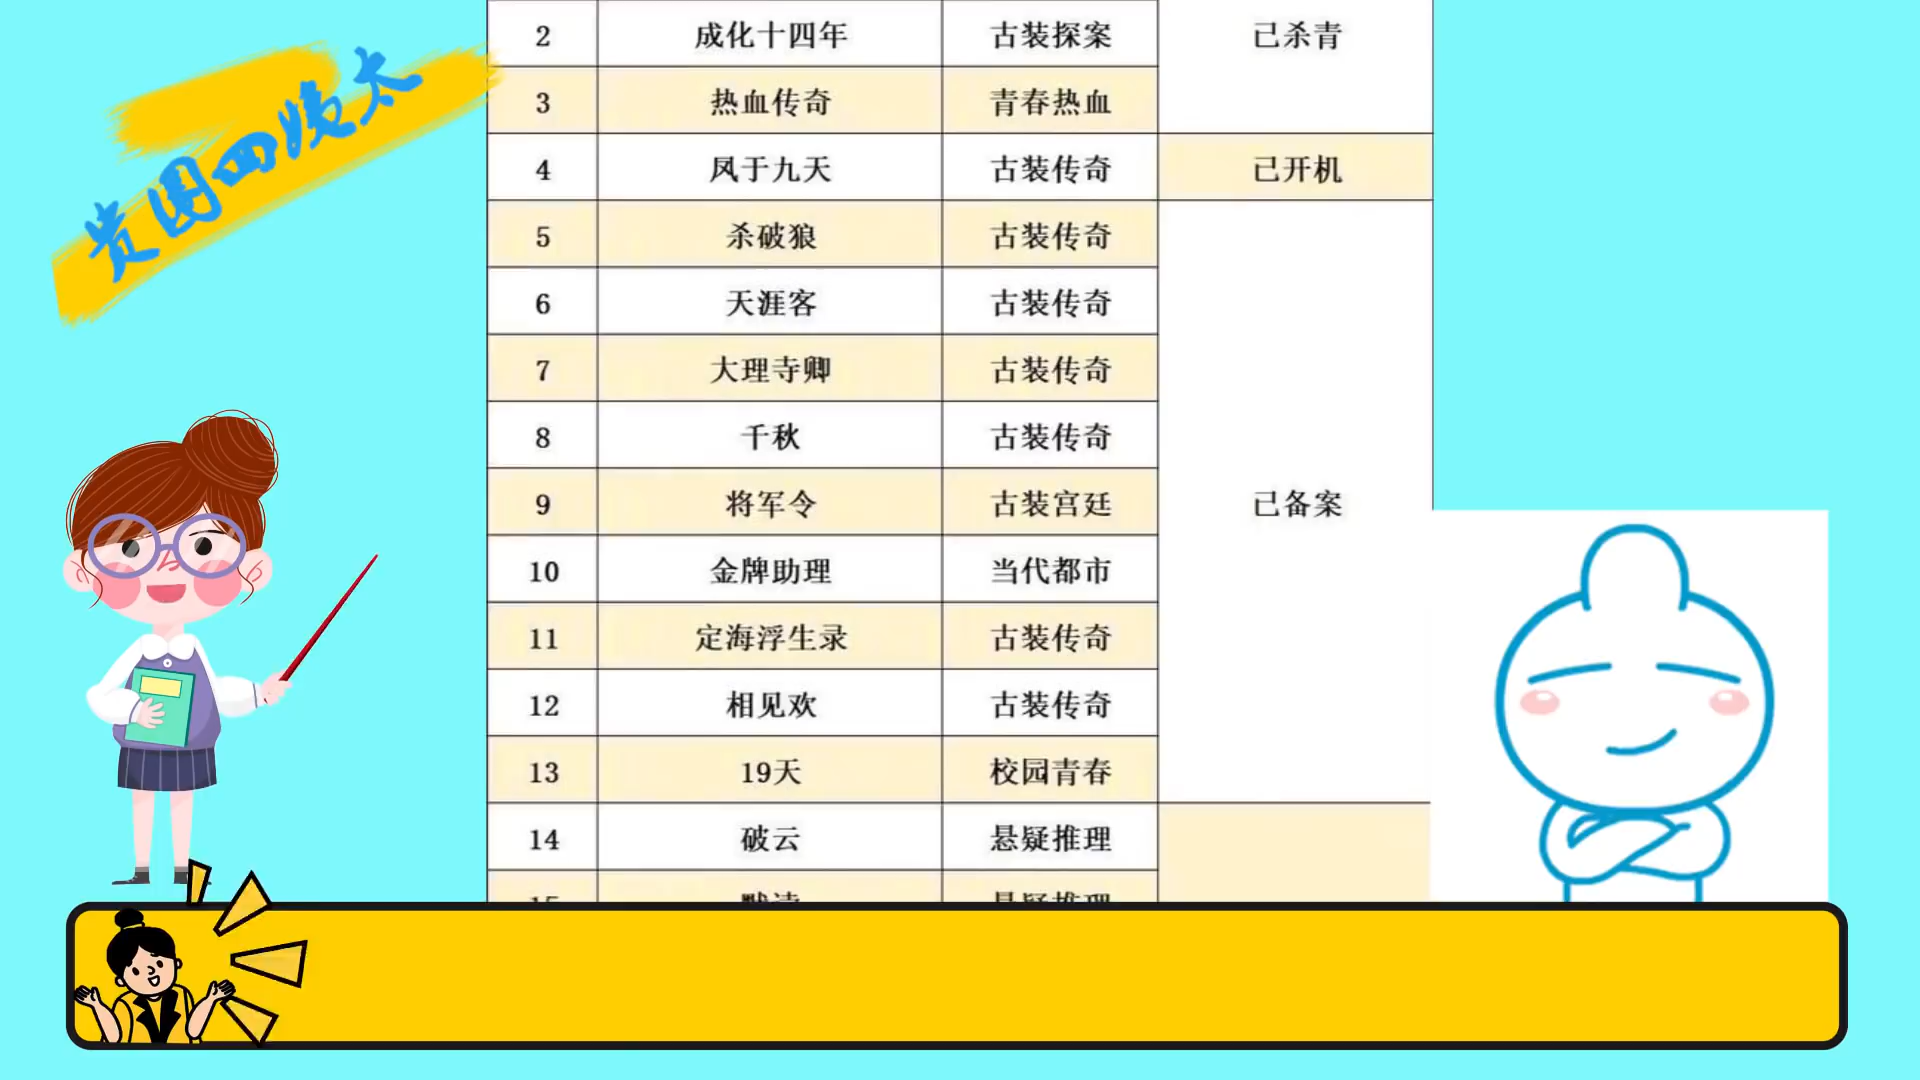 贵圈四姨太
2 成化十四年 古装探案 已杀青
3 热血传奇 青春热血
4 凤于九天 古装传奇 已开机
5 杀破狼 古装传奇
6 天涯客 古装传奇
7 大理寺卿 古装传奇
8 千秋 古装传奇
9 将军令 古装宫廷 已备案
10 金牌助理 当代都市
11 定海浮生录 古装传奇
12 相见欢 古装传奇
13 19天 校园青春
14 破云 悬疑推理